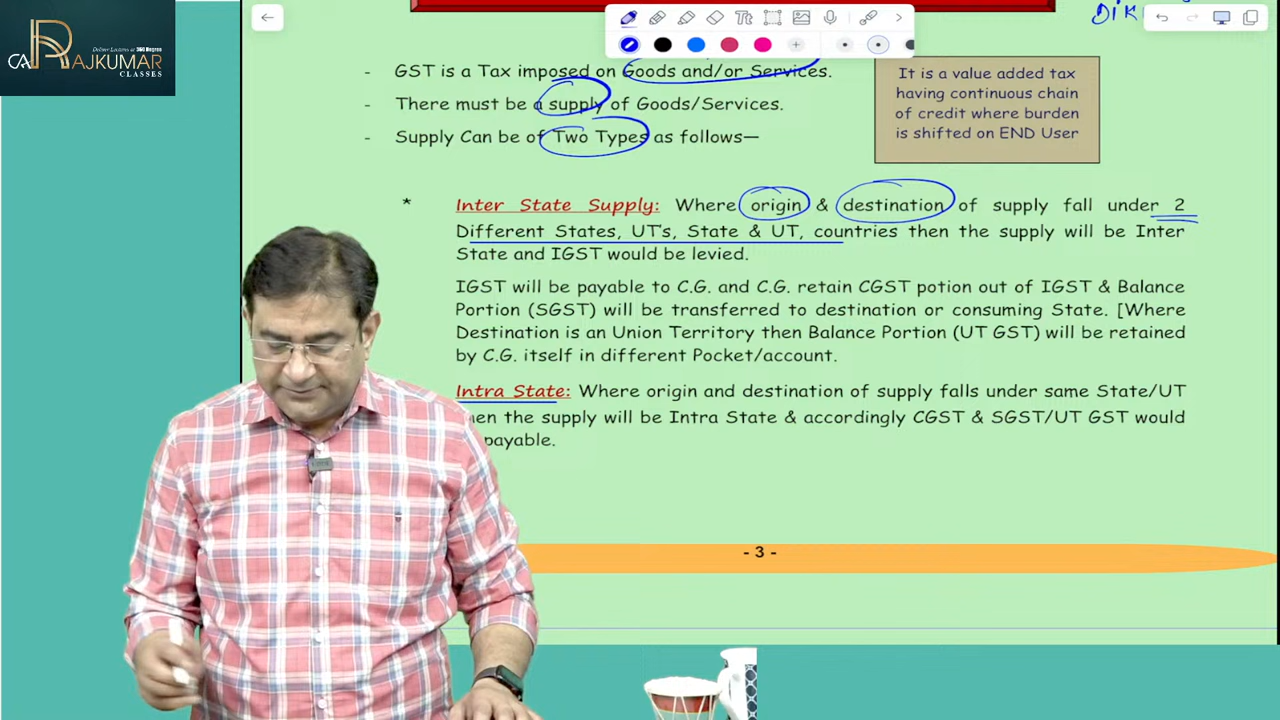 CA RAJKUMAR
Deliver Lectures at 360 Degree
CLASSES
Tt
- GST is a Tax imposed on Goods and/or Services.
- There must be a supply of Goods/Services.
- Supply Can be of Two Types as follows—
It is a value added tax
having continuous chain
of credit where burden
is shifted on END User
* Inter State Supply: Where origin & destination of supply fall under 2
Different States, UT's, State & UT, countries then the supply will be Inter
State and IGST would be levied.
IGST will be payable to C.G. and C.G. retain CGST potion out of IGST & Balance
Portion (SGST) will be transferred to destination or consuming State. [Where
Destination is an Union Territory then Balance Portion (UT GST) will be retained
by C.G. itself in different Pocket/account.
Intra State: Where origin and destination of supply falls under same State/UT
the supply will be Intra State & accordingly CGST & SGST/UT GST would
payable.
- 3 -